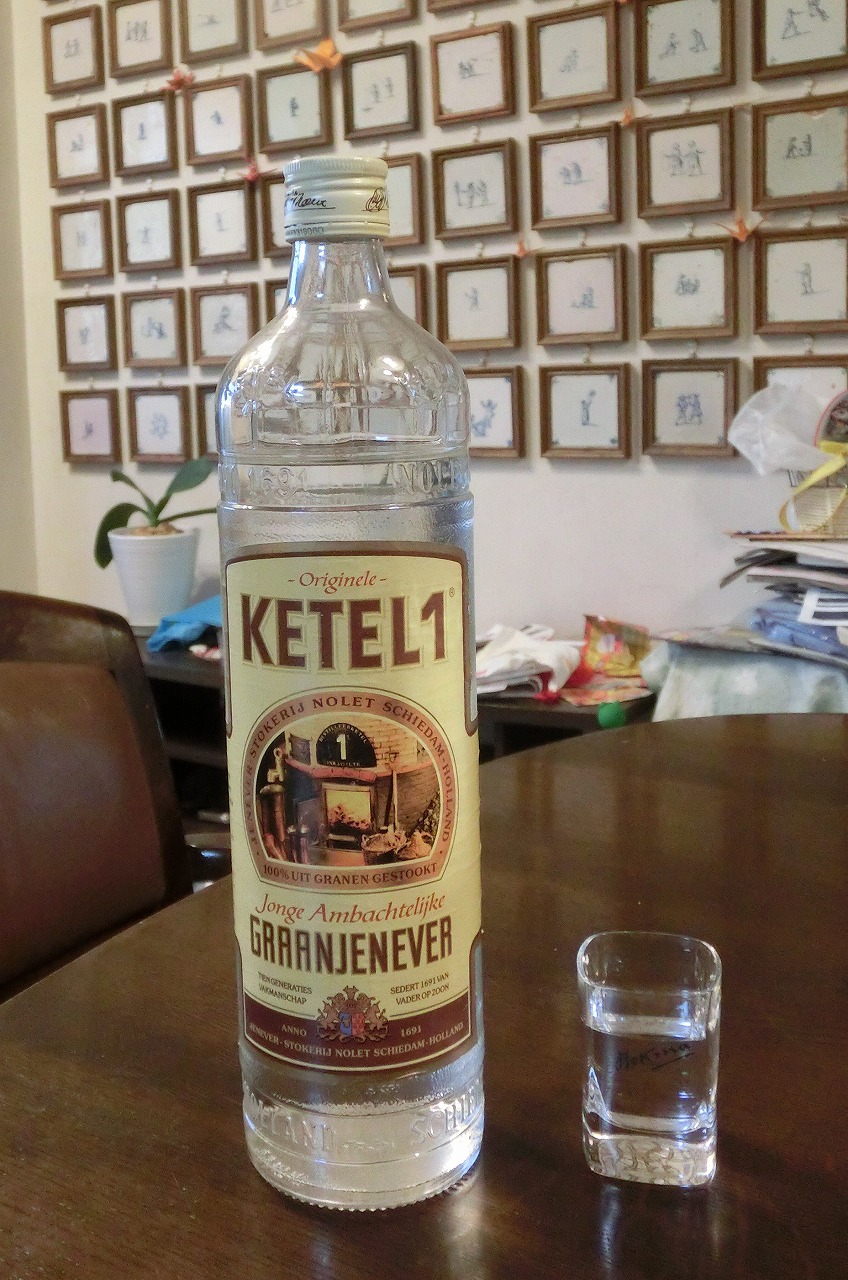 - Originele -
KETEL1®
JENEVER-STOKERIJ NOLET SCHIEDAM-HOLLAND
1
100% UIT GRANEN GESTOOKT
Jonge Ambachtelijke
GRAANJENEVER
TIEN GENERATIES
VAKMANSCHAP
SEDERT 1691 VAN
VADER OP ZOON
ANNO 1691
JENEVER-STOKERIJ NOLET SCHIEDAM-HOLLAND